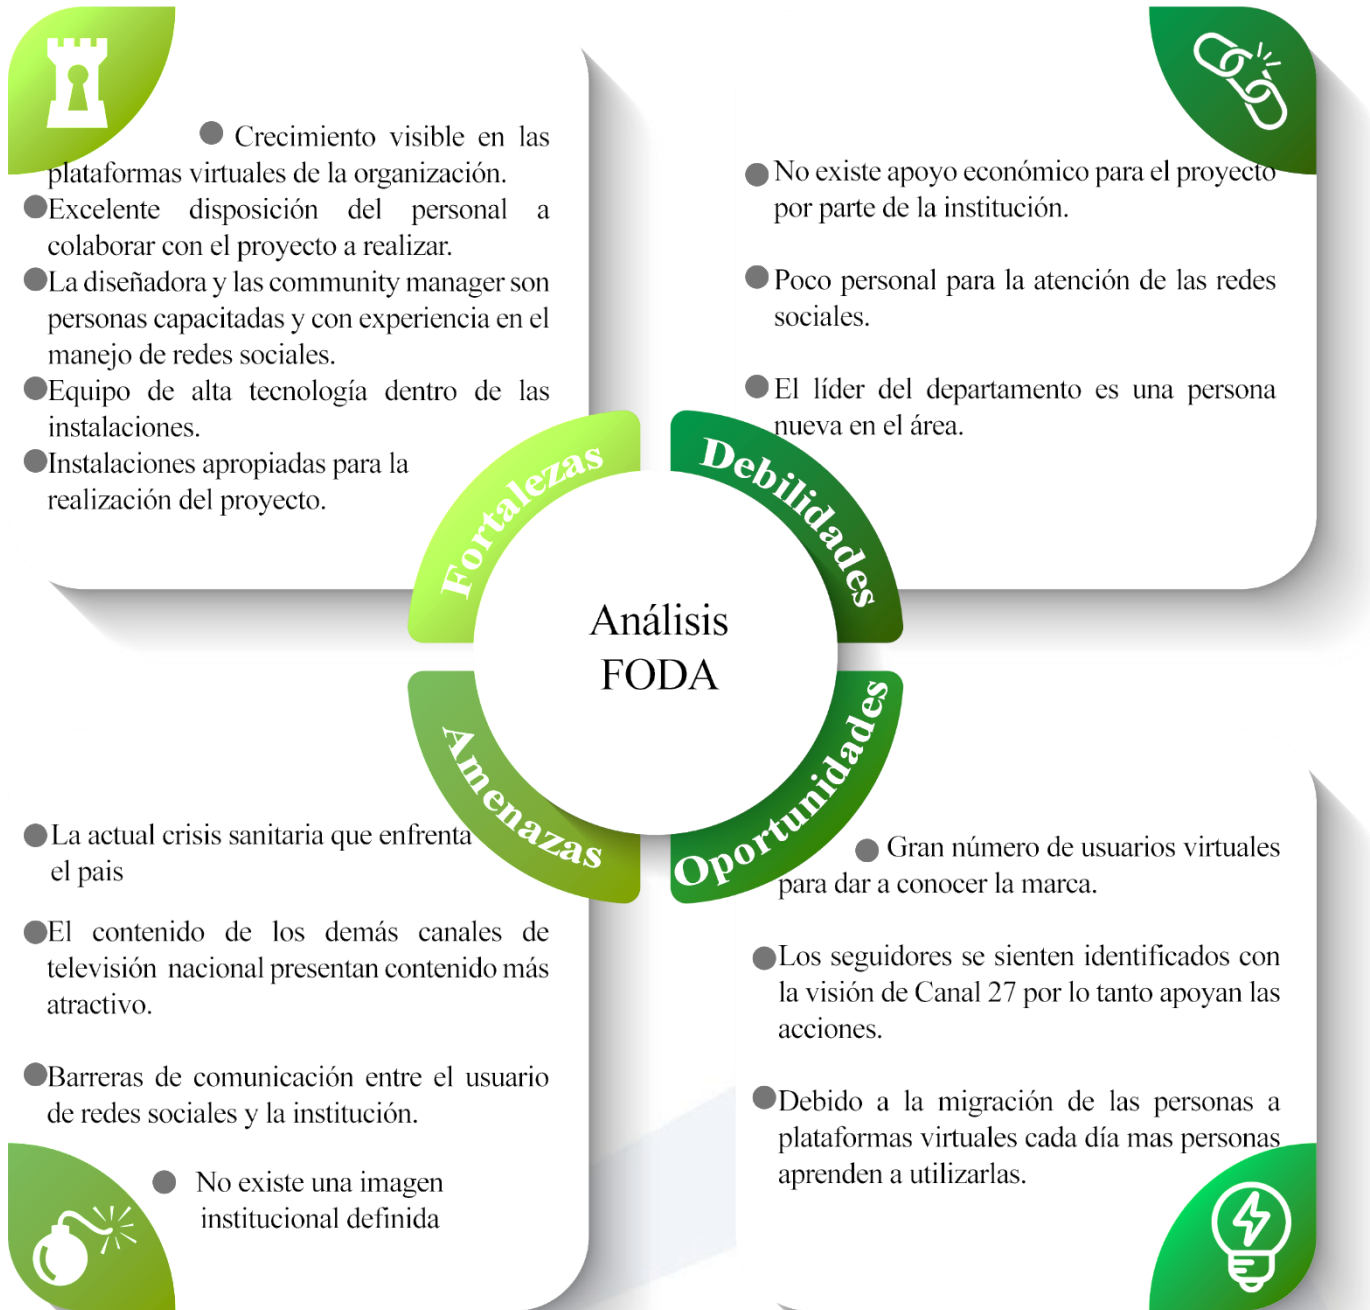 Crecimiento visible en las
plataformas virtuales de la organización.
Excelente disposición del personal a
colaborar con el proyecto a realizar.
La diseñadora y las community manager son
personas capacitadas y con experiencia en el
manejo de redes sociales.
Equipo de alta tecnología dentro de las
instalaciones.
Instalaciones apropiadas para la
realización del proyecto.
No existe apoyo económico para el proyecto
por parte de la institución.
Poco personal para la atención de las redes
sociales.
El líder del departamento es una persona
nueva en el área.
Fortalezas
Debilidades
Análisis
FODA
Amenazas
Oportunidades
La actual crisis sanitaria que enfrenta
el pais
El contenido de los demás canales de
televisión nacional presentan contenido más
atractivo.
Barreras de comunicación entre el usuario
de redes sociales y la institución.
No existe una imagen
institucional definida
Gran número de usuarios virtuales
para dar a conocer la marca.
Los seguidores se sienten identificados con
la visión de Canal 27 por lo tanto apoyan las
acciones.
Debido a la migración de las personas a
plataformas virtuales cada día mas personas
aprenden a utilizarlas.